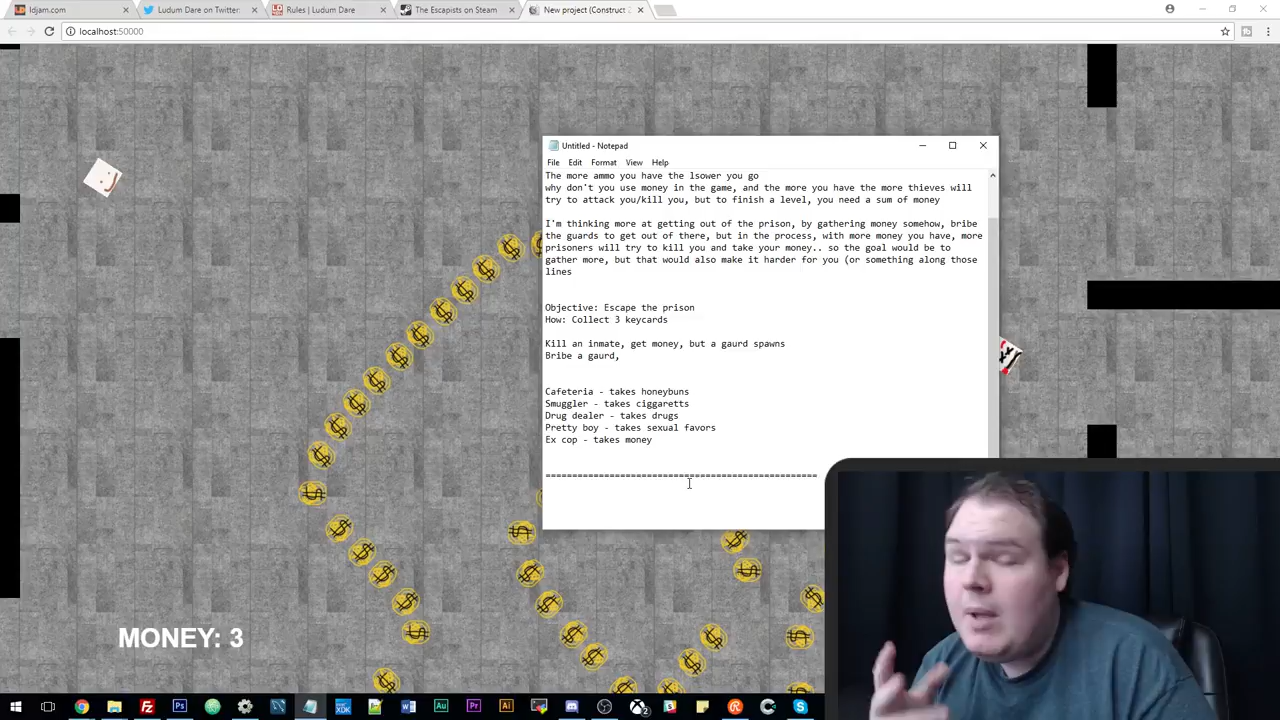 ldjam.com
Ludum Dare on Twitter:
Rules | Ludum Dare
The Escapists on Steam
New project (Construct 2
localhost:50000
Untitled - Notepad
File Edit Format View Help
The more ammo you have the lsower you go
why don't you use money in the game, and the more you have the more thieves will
try to attack you/kill you, but to finish a level, you need a sum of money
I'm thinking more at getting out of the prison, by gathering money somehow, bribe
the guards to get out of there, but in the process, with more money you have, more
prisoners will try to kill you and take your money.. so the goal would be to
gather more, but that would also make it harder for you (or something along those
lines
Objective: Escape the prison
How: Collect 3 keycards
Kill an inmate, get money, but a gaurd spawns
Bribe a gaurd,
Cafeteria - takes honeybuns
Smuggler - takes ciggaretts
Drug dealer - takes drugs
Pretty boy - takes sexual favors
Ex cop - takes money
==================================================
MONEY: 3